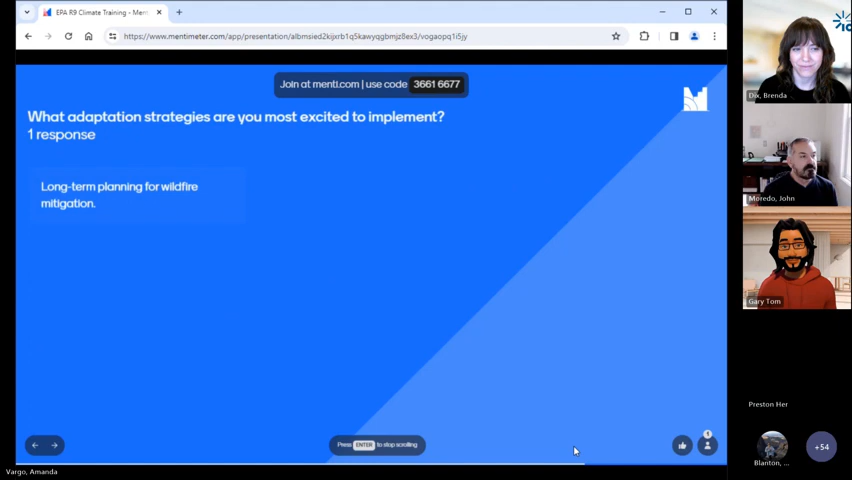 EPA R9 Climate Training - Men
https://www.mentimeter.com/app/presentation/albmsied2kijxrb1q5kawyqgbmjz8ex3/vogaopq1i5jy
Join at menti.com | use code 3661 6677
What adaptation strategies are you most excited to implement?
1 response
Long-term planning for wildfire
mitigation.
Press ENTER to stop scrolling
1
Vargo, Amanda
Dix, Brenda
Moredo, John
Gary Tom
Preston Her
Blanton, ...
+54